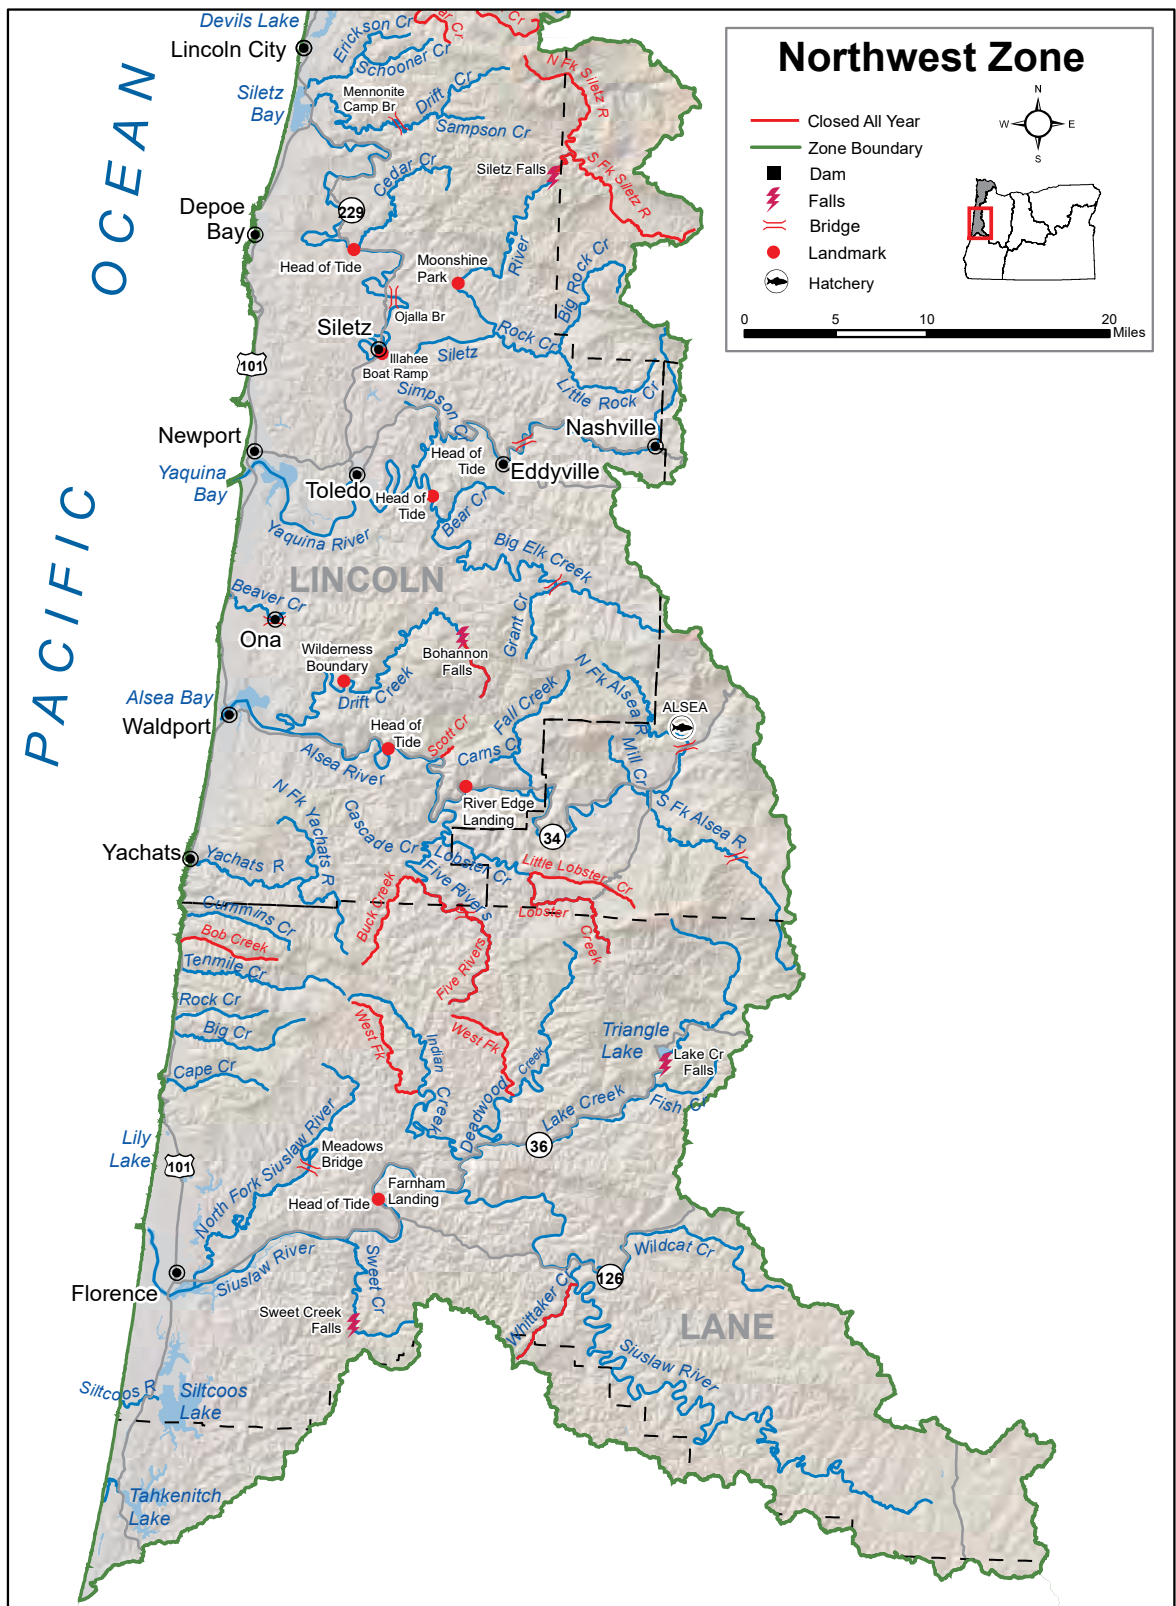 Northwest Zone
N
W
E
S
Closed All Year
Zone Boundary
Dam
Falls
Bridge
Landmark
Hatchery
0
5
10
20
Miles
PACIFIC OCEAN
Devils Lake
Lincoln City
Erickson Cr
Schooner Cr
Cr
Siletz
Bay
Mennonite
Camp Br
Drift Cr
Sampson Cr
N Fk Siletz R
Siletz Falls
S Fk Siletz R
Cedar Cr
229
Depoe
Bay
Head of Tide
Moonshine
Park
River
Big Rock Cr
Ojalla Br
Siletz
Illahee
Boat Ramp
Siletz
Rock Cr
Little Rock Cr
101
Simpson Cr
Nashville
Newport
Head of
Tide
Eddyville
Yaquina
Bay
Toledo
Head of
Tide
Bear Cr
Yaquina River
Big Elk Creek
LINCOLN
Beaver Cr
Ona
Grant Cr
Wilderness
Boundary
Bohannon
Falls
Drift Creek
N Fk Alsea R
Alsea Bay
Waldport
Fall Creek
ALSEA
Head of
Tide
Scott Cr
Cams Cr
Mill Cr
Alsea River
River Edge
Landing
N Fk Yachats R
Cascade Cr
34
S Fk Alsea R
Yachats
Yachats R
Lobster Cr
Little Lobster Cr
Five Rivers
Buck Creek
Lobster
Creek
Cummins Cr
Bob Creek
Five Rivers
Tenmile Cr
Rock Cr
Big Cr
West Fk
Indian
Creek
West Fk
Triangle
Lake
Lake Cr
Falls
Cape Cr
Deadwood
Creek
Lake Creek
Fish Cr
36
Lily
Lake
101
North Fork Siuslaw River
Meadows
Bridge
Farnham
Landing
Head of Tide
Siuslaw River
Sweet Cr
Wildcat Cr
126
Florence
Whittaker Cr
Sweet Creek
Falls
LANE
Siuslaw River
Siltcoos R
Siltcoos
Lake
Tahkenitch
Lake